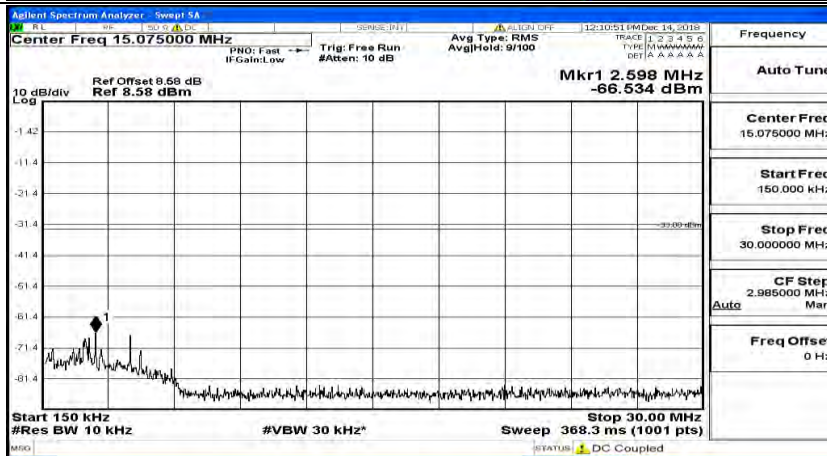 Agilent Spectrum Analyzer - Swept SA
RL RF 50 Ω DC SENSE:INT ALIGN OFF 12:10:51 PM Dec 14, 2018
Center Freq 15.075000 MHz
PNO: Fast
IFGain:Low
Trig: Free Run
#Atten: 10 dB
Avg Type: RMS
Avg|Hold: 9/100
TRACE 1 2 3 4 5 6
TYPE M W W W W W
DET A A A A A A
Mkr1 2.598 MHz
-66.534 dBm
Ref Offset 8.58 dB
10 dB/div Ref 8.58 dBm
Log
-1.42
-11.4
-21.4
-31.4
-33.00 dBm
-41.4
-51.4
-61.4
1
-71.4
-81.4
Start 150 kHz Stop 30.00 MHz
#Res BW 10 kHz #VBW 30 kHz* Sweep 368.3 ms (1001 pts)
MSG STATUS DC Coupled
Frequency
Auto Tune
Center Freq
15.075000 MHz
Start Freq
150.000 kHz
Stop Freq
30.000000 MHz
CF Step
2.985000 MHz
Auto Man
Freq Offset
0 Hz